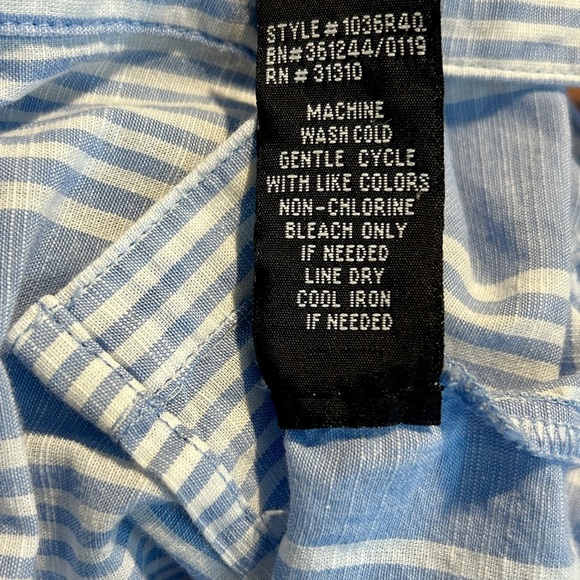 STYLE# 1036R4Q
BN# 361244/0119
RN # 31310
MACHINE
WASH COLD
GENTLE CYCLE
WITH LIKE COLORS
NON-CHLORINE
BLEACH ONLY
IF NEEDED
LINE DRY
COOL IRON
IF NEEDED